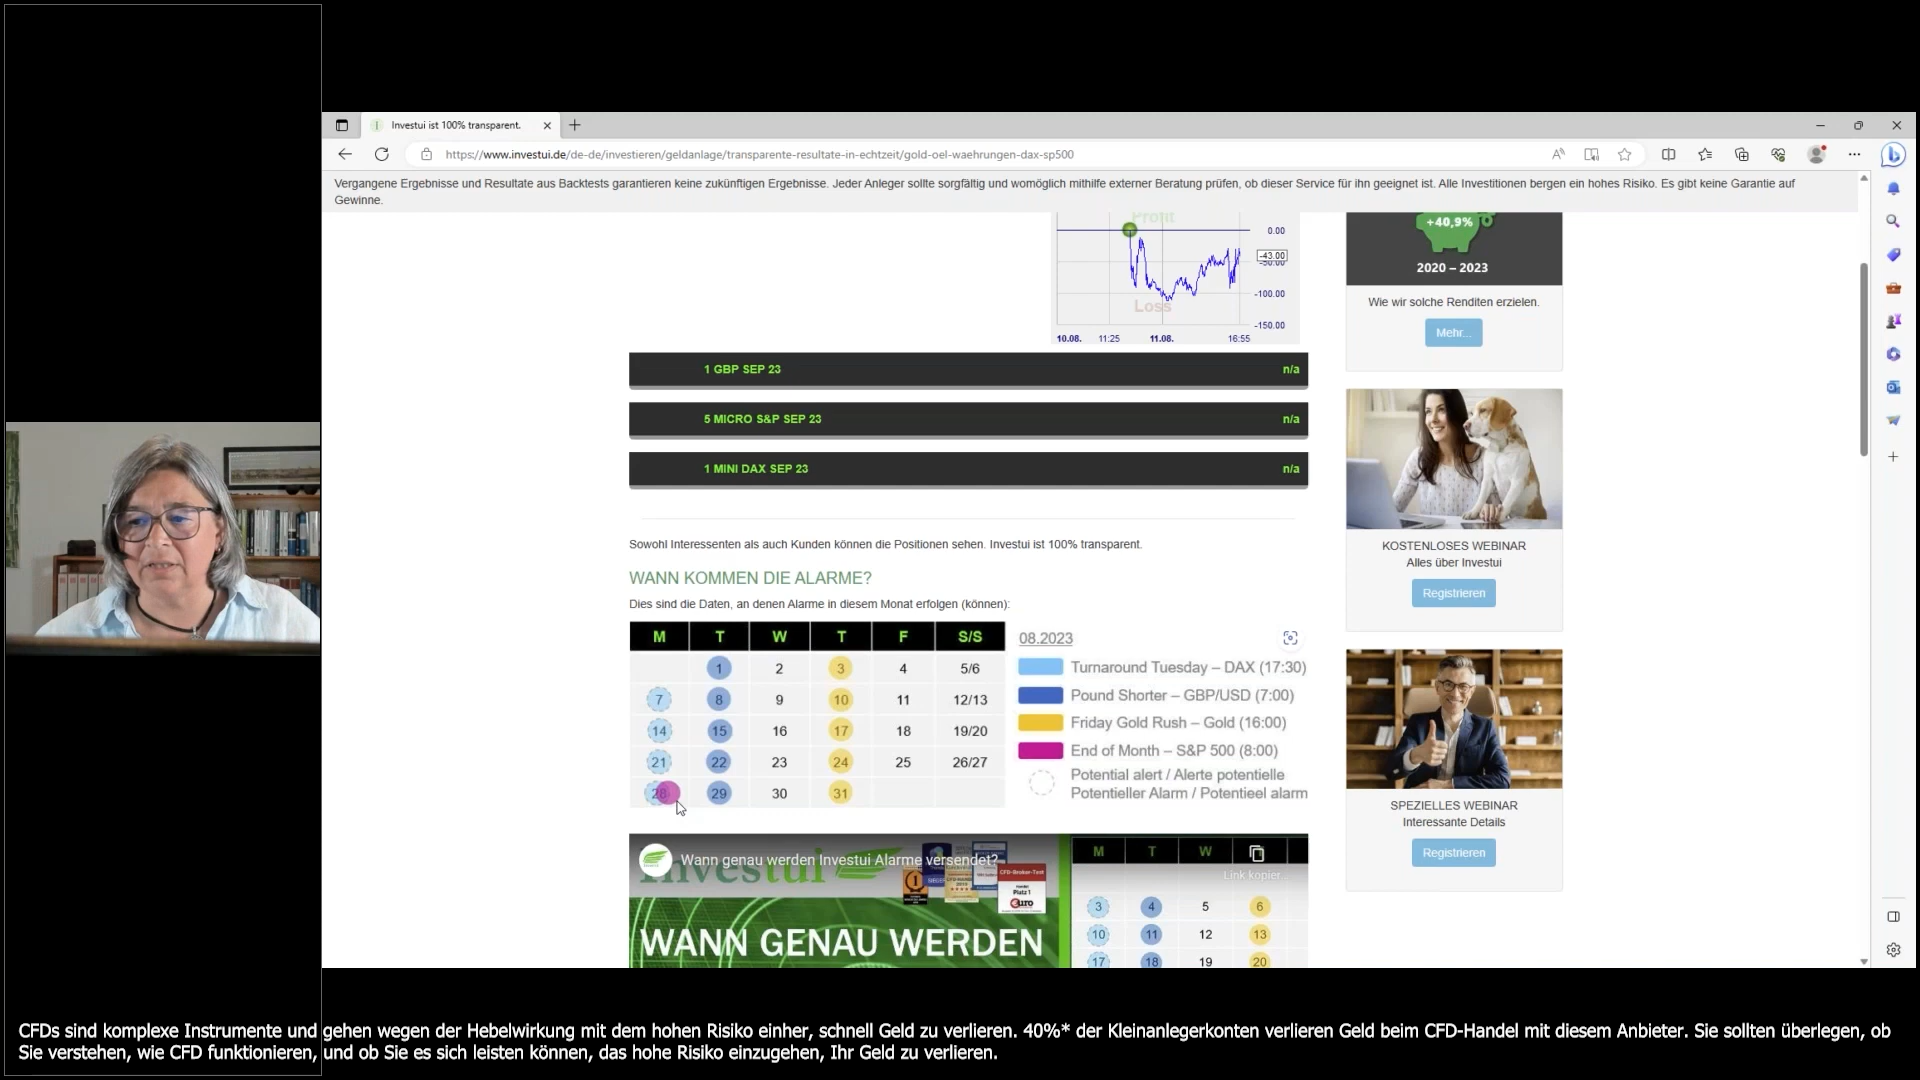 Investui ist 100% transparent.
https://www.investui.de/de-de/investieren/geldanlage/transparente-resultate-in-echtzeit/gold-oel-waehrungen-dax-sp500
Vergangene Ergebnisse und Resultate aus Backtests garantieren keine zukünftigen Ergebnisse. Jeder Anleger sollte sorgfältig und womöglich mithilfe externer Beratung prüfen, ob dieser Service für ihn geeignet ist. Alle Investitionen bergen ein hohes Risiko. Es gibt keine Garantie auf
Gewinne.
Profit
0.00
-43.00
-50.00
-100.00
Loss
-150.00
10.08. 11:25 11.08. 16:55
+40,9%
2020 – 2023
Wie wir solche Renditen erzielen.
Mehr...
1 GBP SEP 23 n/a
5 MICRO S&P SEP 23 n/a
1 MINI DAX SEP 23 n/a
Sowohl Interessenten als auch Kunden können die Positionen sehen. Investui ist 100% transparent.
WANN KOMMEN DIE ALARME?
Dies sind die Daten, an denen Alarme in diesem Monat erfolgen (können):
M T W T F S/S
1 2 3 4 5/6
7 8 9 10 11 12/13
14 15 16 17 18 19/20
21 22 23 24 25 26/27
28 29 30 31
08.2023
Turnaround Tuesday – DAX (17:30)
Pound Shorter – GBP/USD (7:00)
Friday Gold Rush – Gold (16:00)
End of Month – S&P 500 (8:00)
Potential alert / Alerte potentielle
Potentieller Alarm / Potentieel alarm
KOSTENLOSES WEBINAR
Alles über Investui
Registrieren
SPEZIELLES WEBINAR
Interessante Details
Registrieren
Wann genau werden Investui Alarme versendet?
Investui
CFD-Broker-Test
Platz 1
€uro
WANN GENAU WERDEN
M T W
Link kopier...
3 4 5 6
10 11 12 13
17 18 19 20
CFDs sind komplexe Instrumente und gehen wegen der Hebelwirkung mit dem hohen Risiko einher, schnell Geld zu verlieren. 40%* der Kleinanlegerkonten verlieren Geld beim CFD-Handel mit diesem Anbieter. Sie sollten überlegen, ob
Sie verstehen, wie CFD funktionieren, und ob Sie es sich leisten können, das hohe Risiko einzugehen, Ihr Geld zu verlieren.